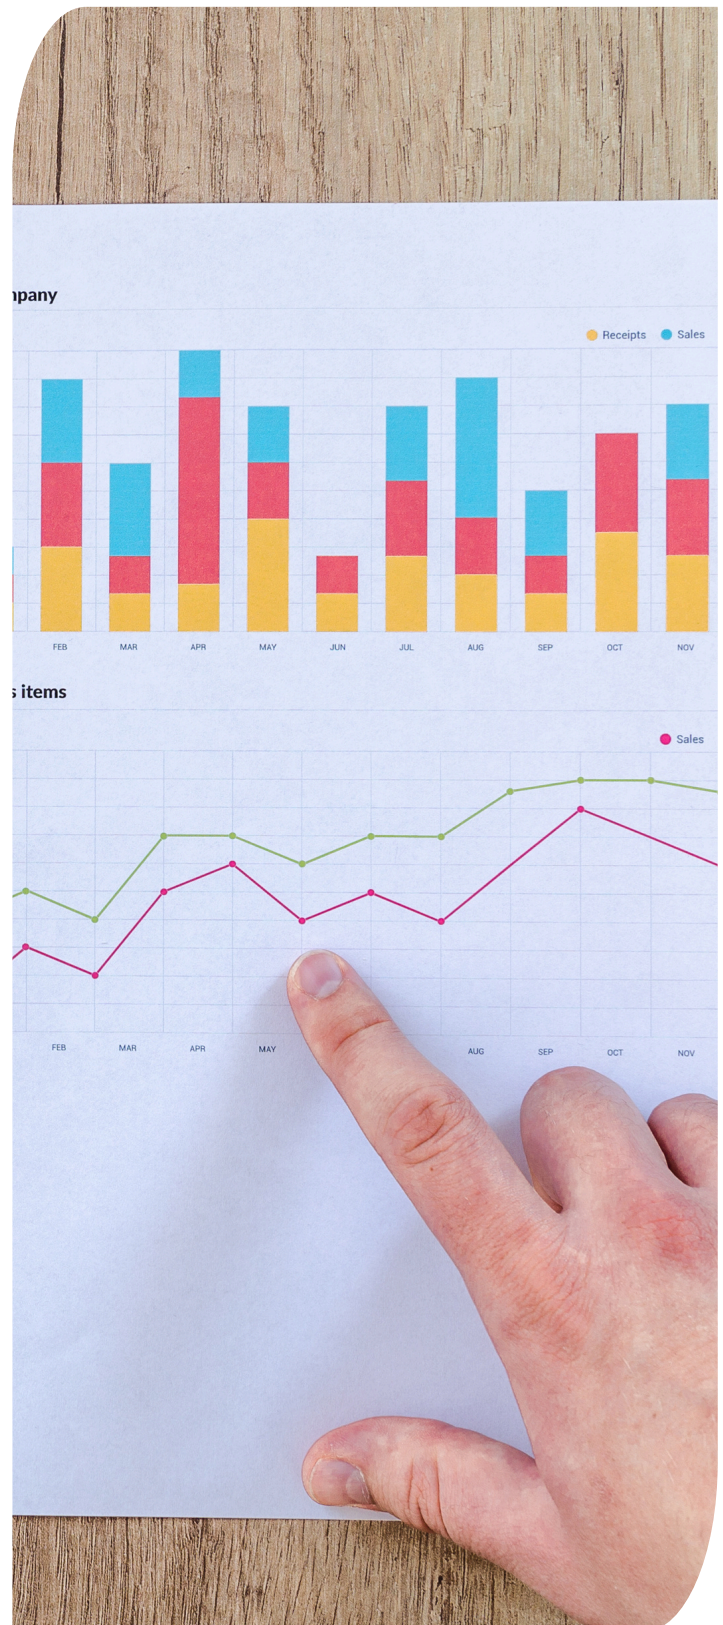 mpany
Receipts Sales
FEB MAR APR MAY JUN JUL AUG SEP OCT NOV
s items
Sales
FEB MAR APR MAY AUG SEP OCT NOV